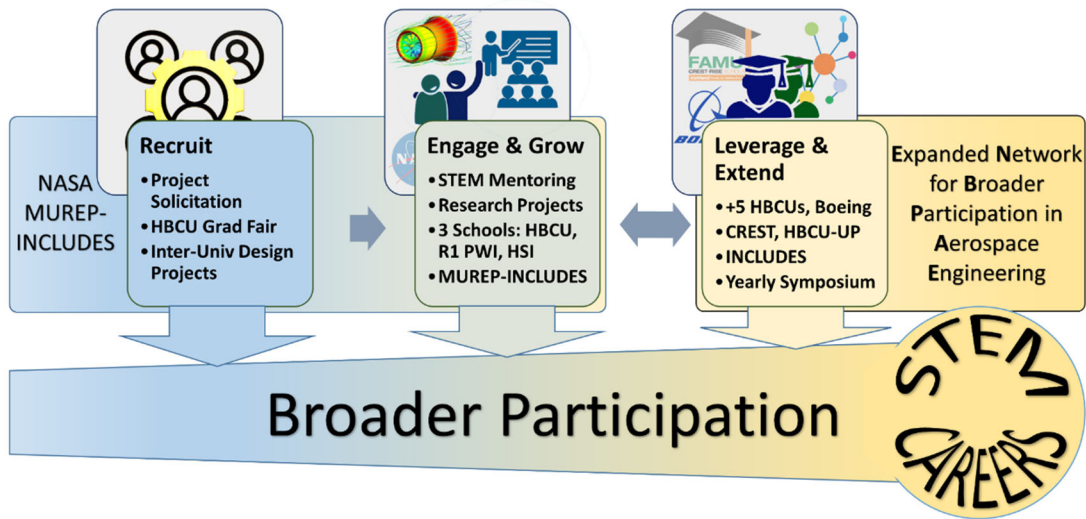 FAMU
CREST-RISE
NASA
MUREP-
INCLUDES
Recruit
•Project
Solicitation
•HBCU Grad Fair
•Inter-Univ Design
Projects
Engage & Grow
•STEM Mentoring
•Research Projects
•3 Schools: HBCU,
R1 PWI, HSI
•MUREP-INCLUDES
Leverage &
Extend
•+5 HBCUs, Boeing
•CREST, HBCU-UP
•INCLUDES
•Yearly Symposium
Expanded Network
for Broader
Participation in
Aerospace
Engineering
Broader Participation
STEM
CAREERS